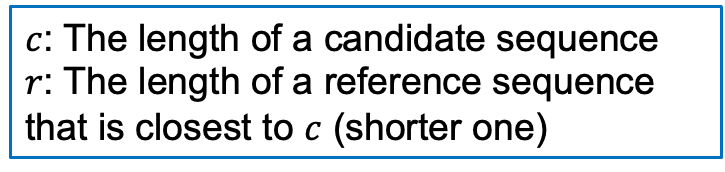 c: The length of a candidate sequence
r: The length of a reference sequence
that is closest to c (shorter one)